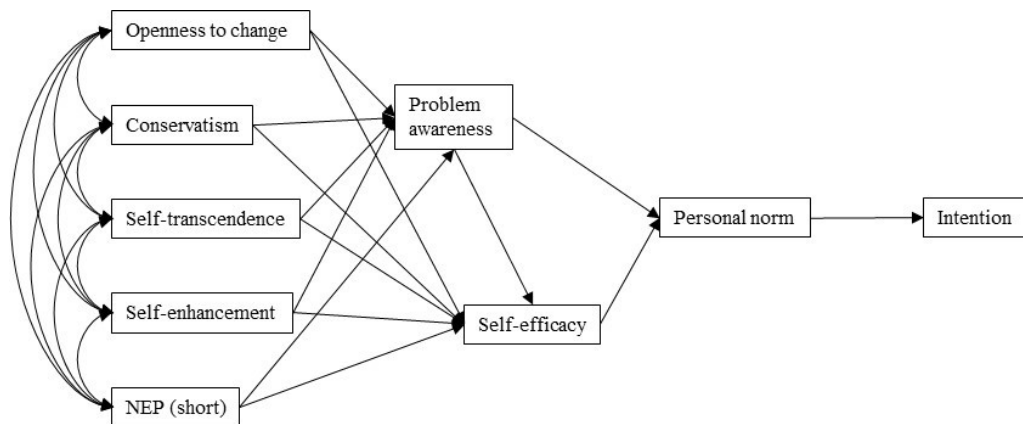 Openness to change
Conservatism
Self-transcendence
Self-enhancement
NEP (short)
Problem
awareness
Self-efficacy
Personal norm
Intention